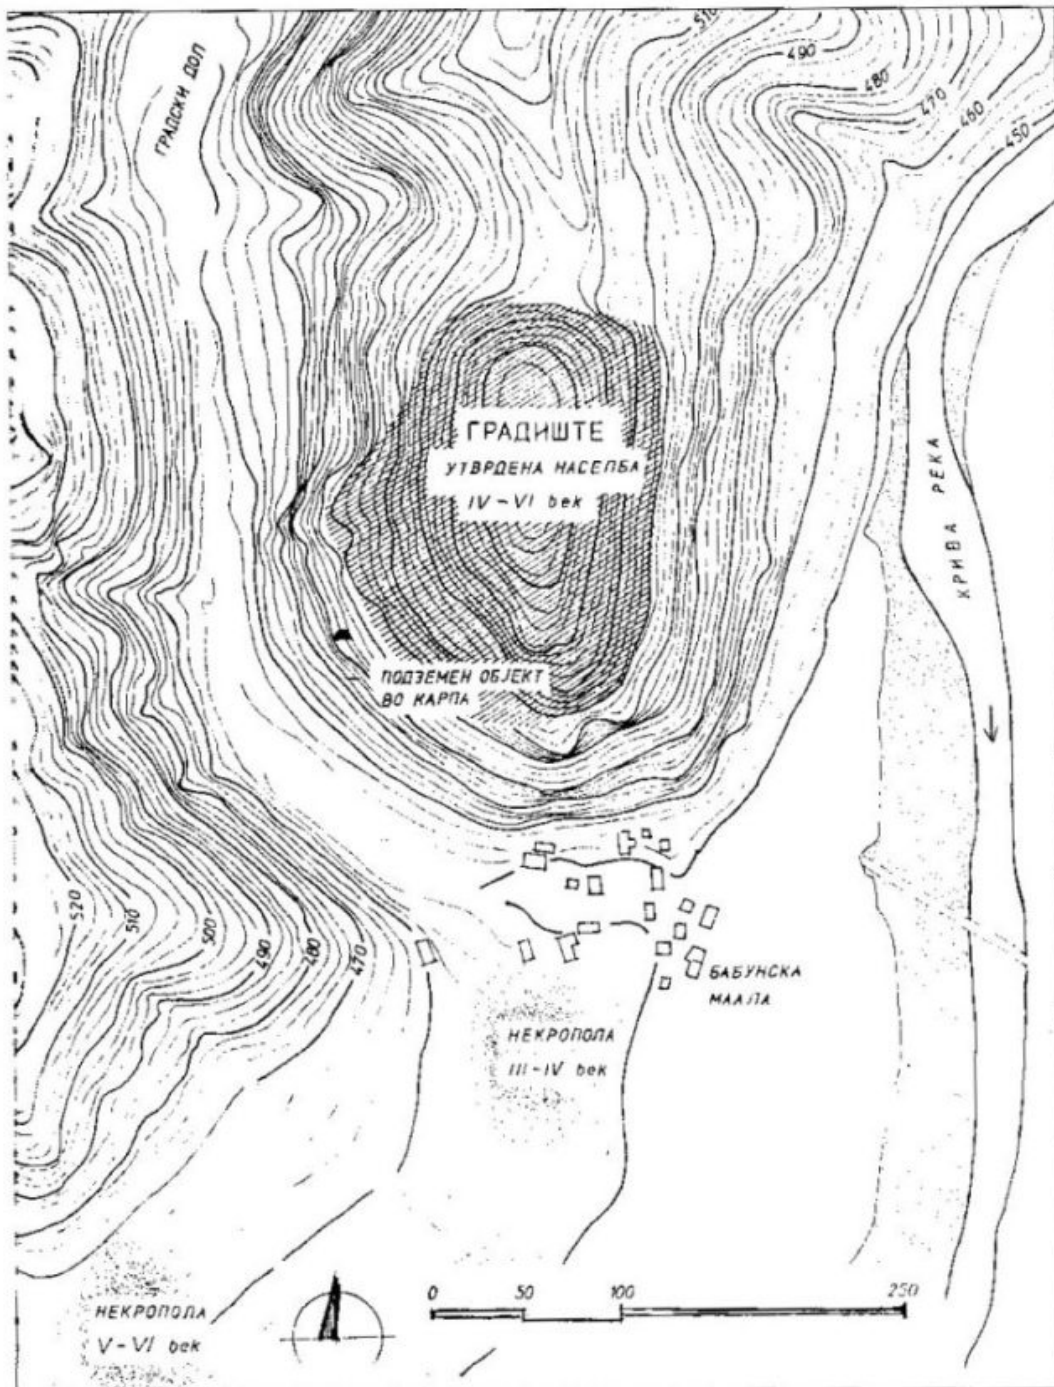 510
490
480
470
460
450
ГРАДСКИ ДОЛ
ГРАДИШТЕ
УТВРДЕНА НАСЕЛБА
IV-VI bek
КРИВА РЕКА
ПОДЗЕМЕН ОБЈЕКТ
ВО КАРПА
520
510
500
490
480
470
БАБУНСКА
МААЛА
НЕКРОПОЛА
III-IV bek
НЕКРОПОЛА
V-VI bek
0 50 100 250